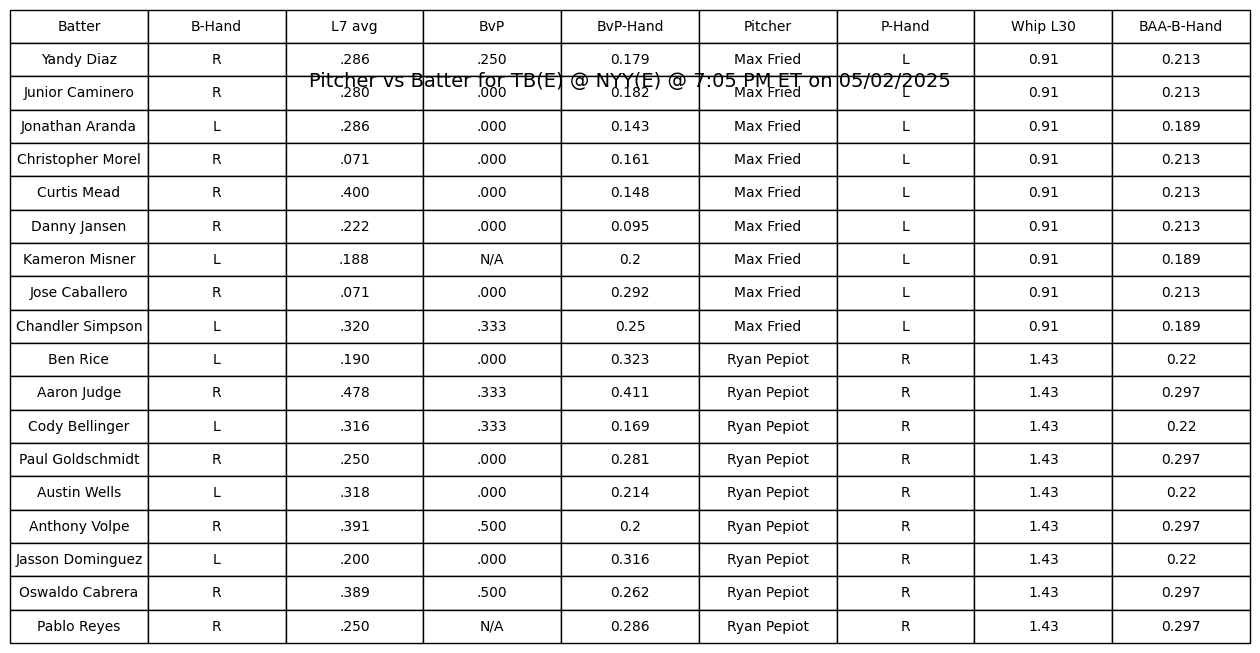 Batter B-Hand L7 avg BvP BvP-Hand Pitcher P-Hand Whip L30 BAA-B-Hand
Yandy Diaz R .286 .250 0.179 Max Fried L 0.91 0.213
Pitcher vs Batter for TB(E) @ NYY(E) @ 7:05 PM ET on 05/02/2025
Junior Caminero R .280 .000 0.182 Max Fried L 0.91 0.213
Jonathan Aranda L .286 .000 0.143 Max Fried L 0.91 0.189
Christopher Morel R .071 .000 0.161 Max Fried L 0.91 0.213
Curtis Mead R .400 .000 0.148 Max Fried L 0.91 0.213
Danny Jansen R .222 .000 0.095 Max Fried L 0.91 0.213
Kameron Misner L .188 N/A 0.2 Max Fried L 0.91 0.189
Jose Caballero R .071 .000 0.292 Max Fried L 0.91 0.213
Chandler Simpson L .320 .333 0.25 Max Fried L 0.91 0.189
Ben Rice L .190 .000 0.323 Ryan Pepiot R 1.43 0.22
Aaron Judge R .478 .333 0.411 Ryan Pepiot R 1.43 0.297
Cody Bellinger L .316 .333 0.169 Ryan Pepiot R 1.43 0.22
Paul Goldschmidt R .250 .000 0.281 Ryan Pepiot R 1.43 0.297
Austin Wells L .318 .000 0.214 Ryan Pepiot R 1.43 0.22
Anthony Volpe R .391 .500 0.2 Ryan Pepiot R 1.43 0.297
Jasson Dominguez L .200 .000 0.316 Ryan Pepiot R 1.43 0.22
Oswaldo Cabrera R .389 .500 0.262 Ryan Pepiot R 1.43 0.297
Pablo Reyes R .250 N/A 0.286 Ryan Pepiot R 1.43 0.297